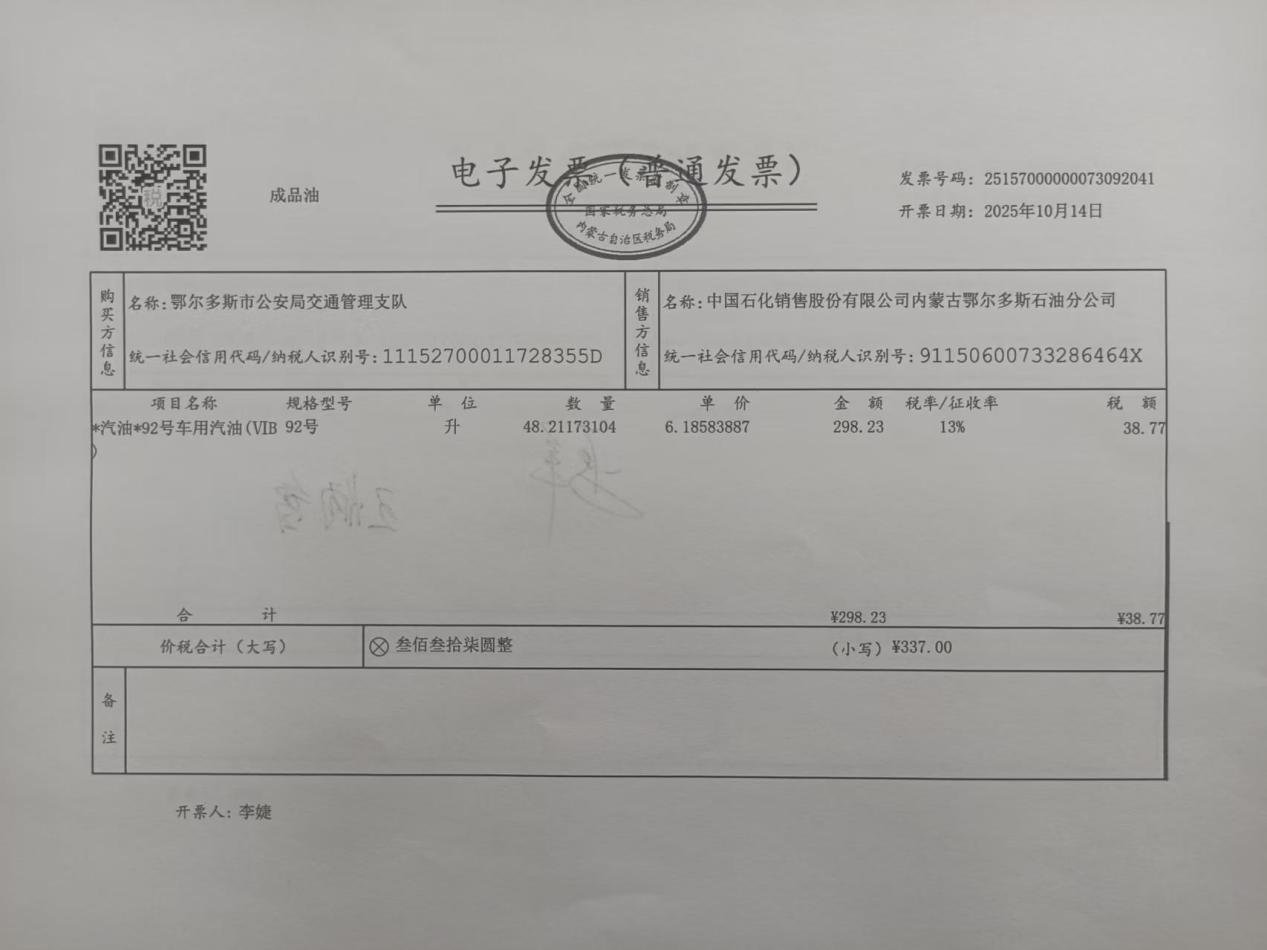 电子发票（普通发票）
全国统一发票监制章
国家税务总局
内蒙古自治区税务局
税
成品油
发票号码：25157000000073092041
开票日期：2025年10月14日
购买方信息
名称：鄂尔多斯市公安局交通管理支队
统一社会信用代码/纳税人识别号：11152700011728355D
销售方信息
名称：中国石化销售股份有限公司内蒙古鄂尔多斯石油分公司
统一社会信用代码/纳税人识别号：91150600733286464X
项目名称 规格型号 单位 数量 单价 金额 税率/征收率 税额
*汽油*92号车用汽油(VIB 92号 升 48.21173104 6.18583887 298.23 13% 38.77
)
合计 ¥298.23 ¥38.77
价税合计（大写） ⊗叁佰叁拾柒圆整 （小写）¥337.00
备注
开票人：李婕